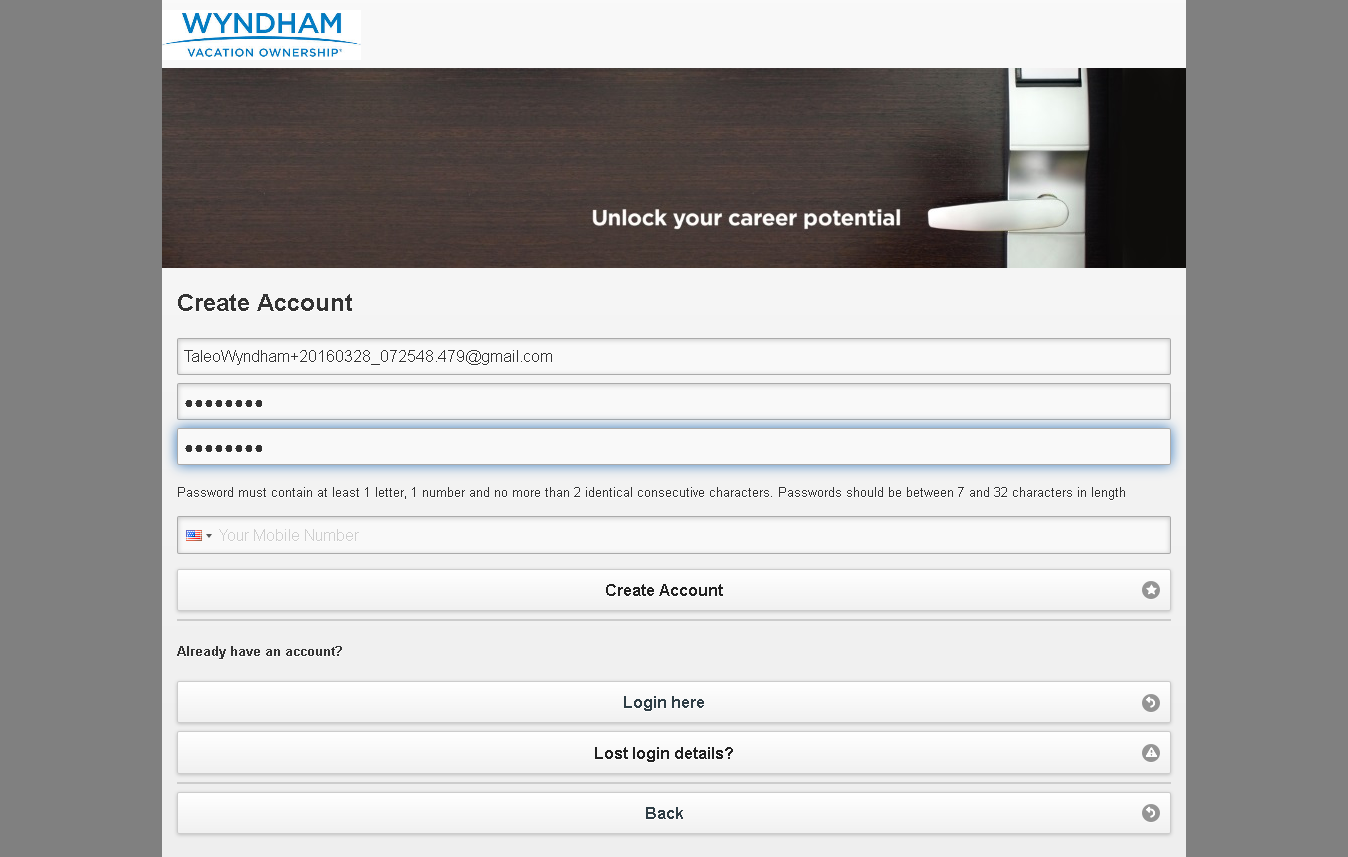 WYNDHAM
VACATION OWNERSHIP®
Unlock your career potential
Create Account
TaleoWyndham+20160328_072548.479@gmail.com
••••••••
••••••••
Password must contain at least 1 letter, 1 number and no more than 2 identical consecutive characters. Passwords should be between 7 and 32 characters in length
Your Mobile Number
Create Account
Already have an account?
Login here
Lost login details?
Back